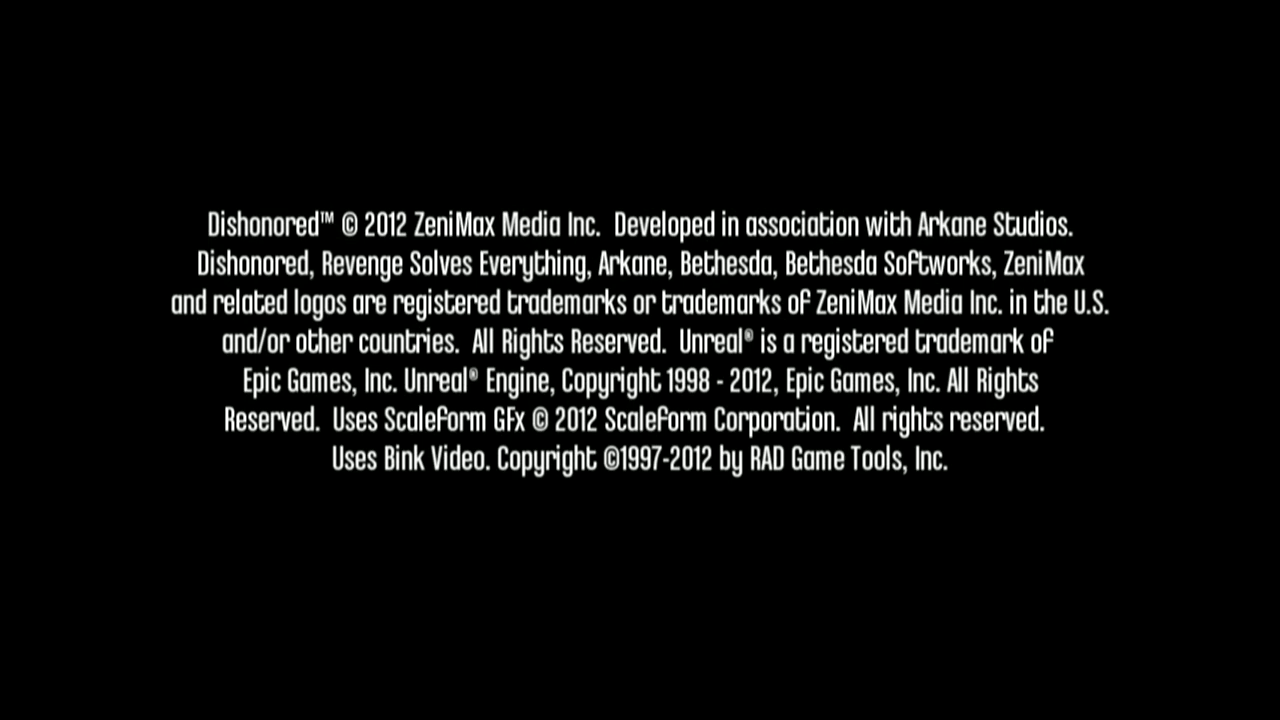 Dishonored™ © 2012 ZeniMax Media Inc.  Developed in association with Arkane Studios.
Dishonored, Revenge Solves Everything, Arkane, Bethesda, Bethesda Softworks, ZeniMax
and related logos are registered trademarks or trademarks of ZeniMax Media Inc. in the U.S.
and/or other countries.  All Rights Reserved.  Unreal® is a registered trademark of
Epic Games, Inc. Unreal® Engine, Copyright 1998 - 2012, Epic Games, Inc. All Rights
Reserved.  Uses Scaleform GFx © 2012 Scaleform Corporation.  All rights reserved.
Uses Bink Video. Copyright ©1997-2012 by RAD Game Tools, Inc.